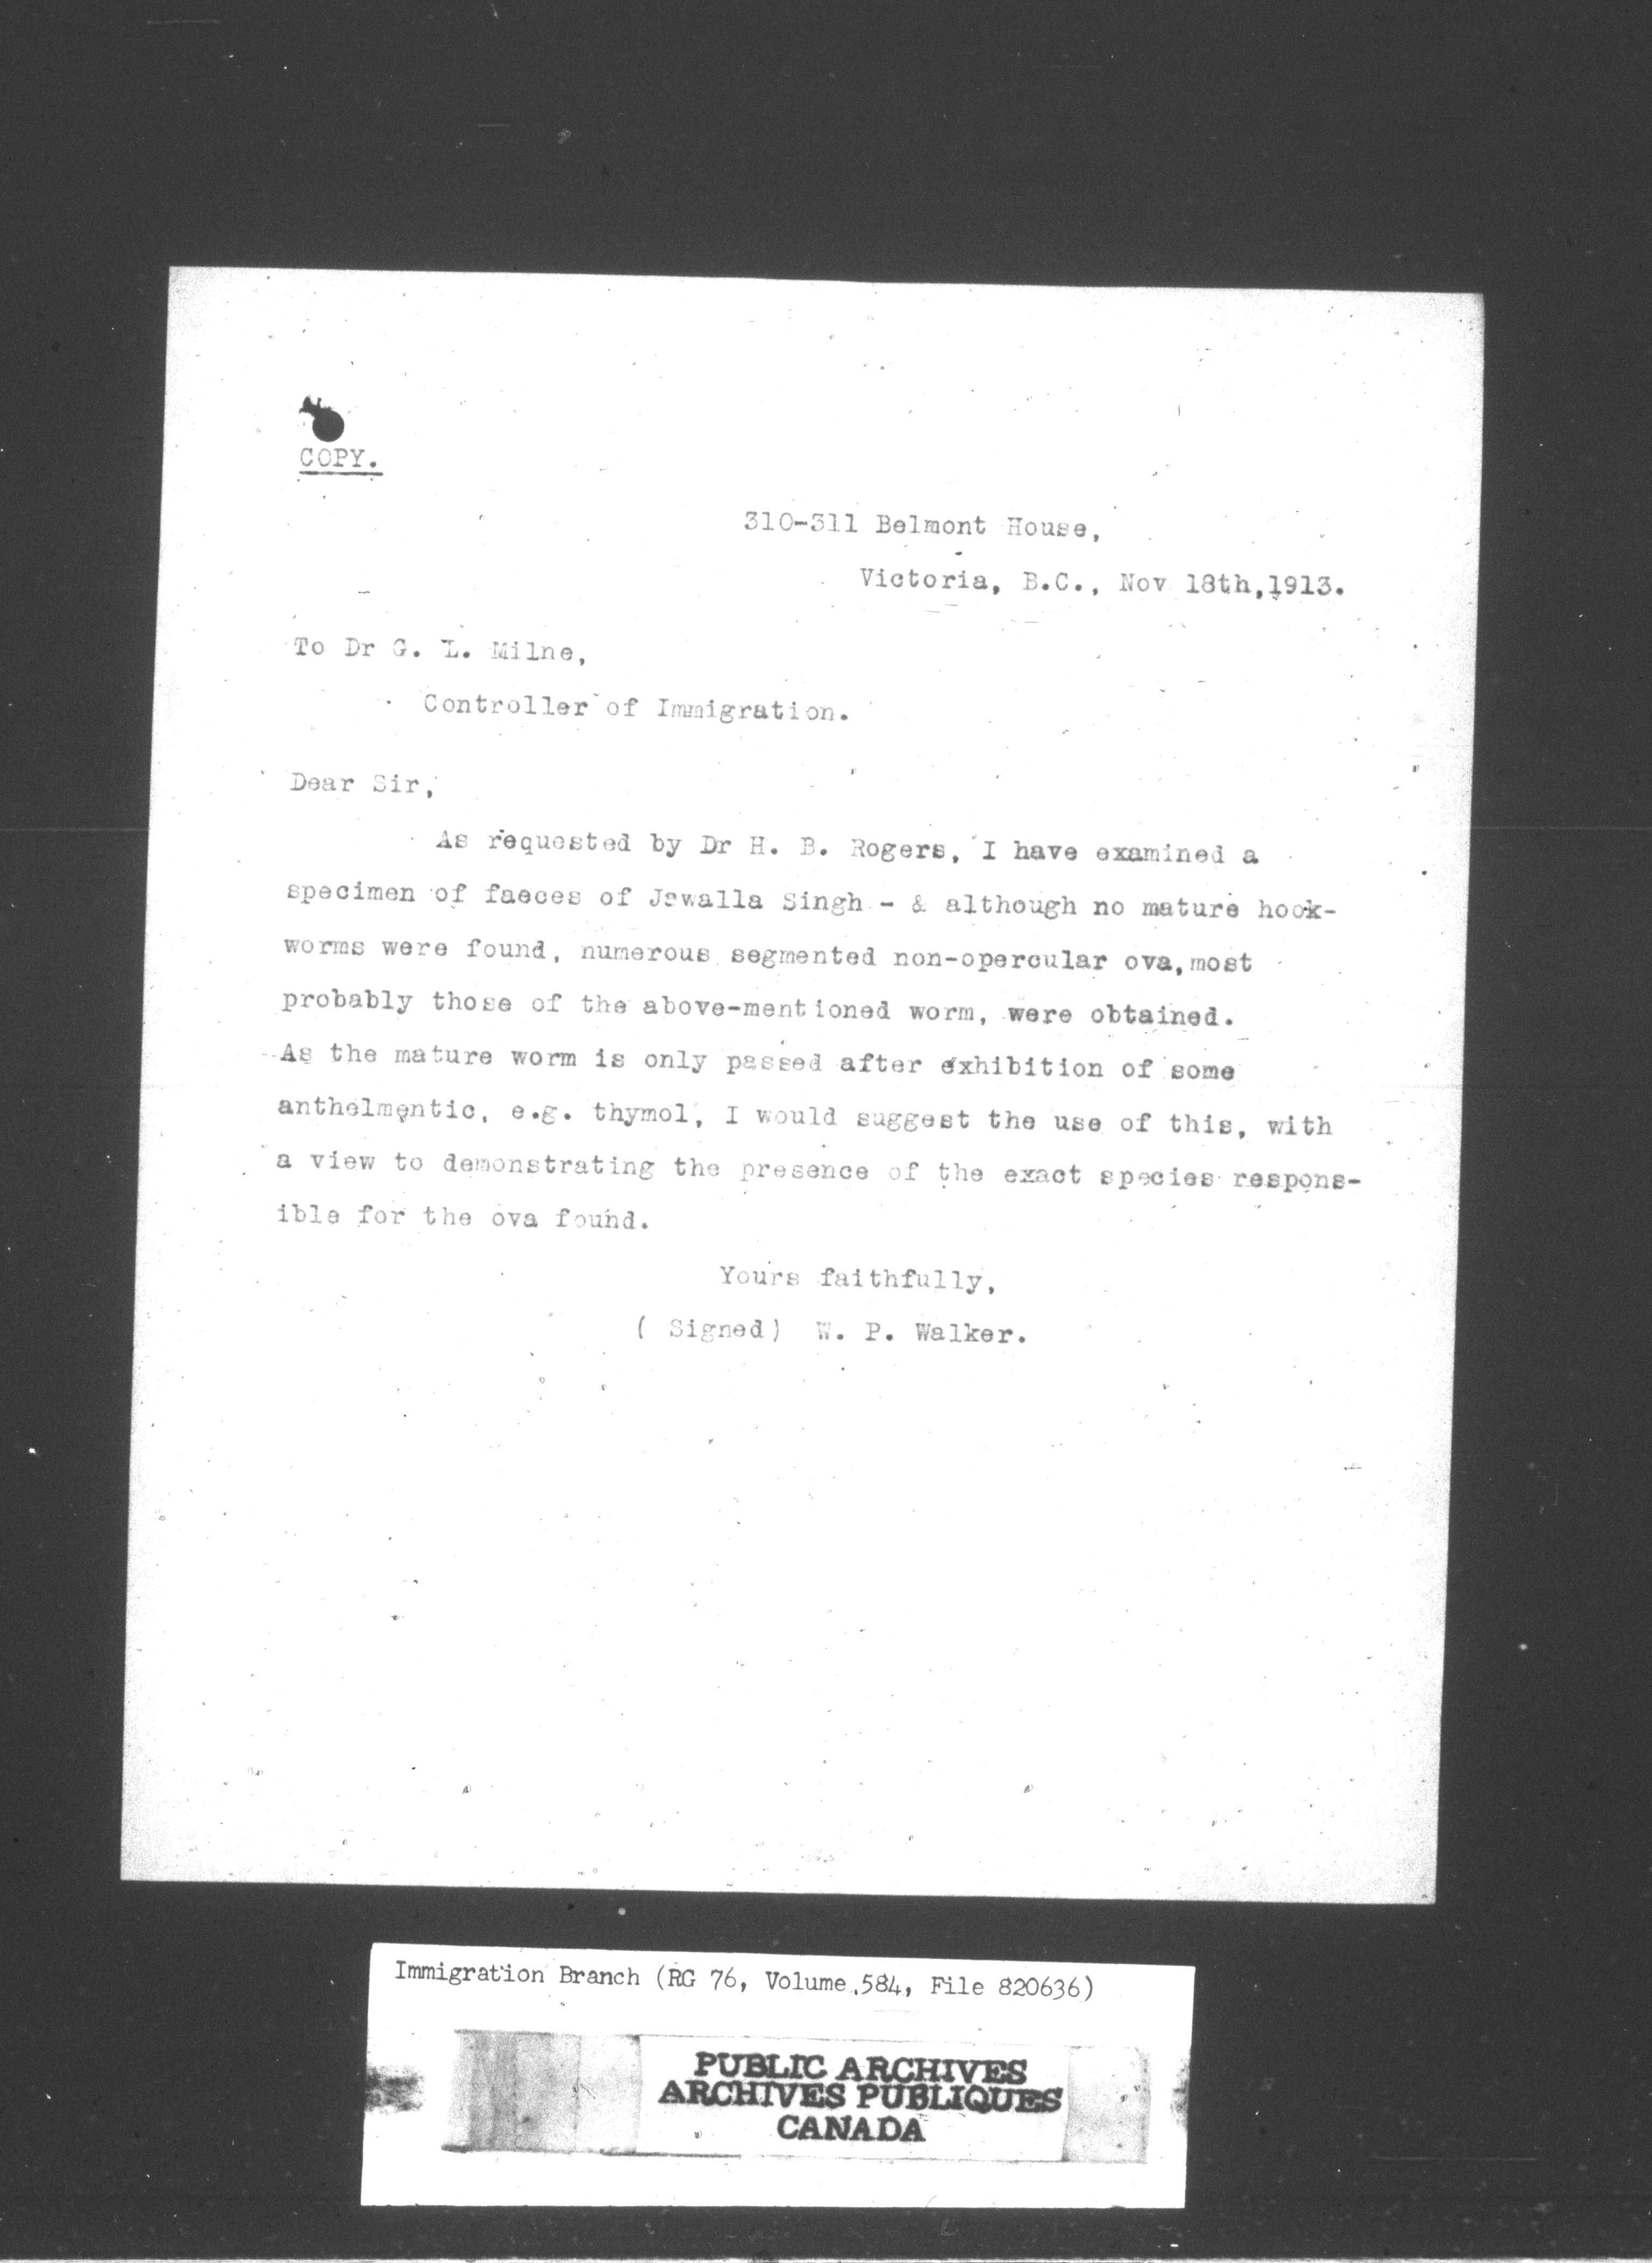 COPY.
310-311 Belmont House,
Victoria, B.C., Nov 18th,1913.
To Dr G. L. Milne,
Controller of Immigration.
Dear Sir,
As requested by Dr H. B. Rogers, I have examined a
specimen of faeces of Jawalla Singh - & although no mature hook-
worms were found, numerous segmented non-opercular ova,most
probably those of the above-mentioned worm, were obtained.
As the mature worm is only passed after exhibition of some
anthelmentic, e.g. thymol, I would suggest the use of this, with
a view to demonstrating the presence of the exact species respons-
ible for the ova found.
Yours faithfully,
( Signed) W. P. Walker.
Immigration Branch (RG 76, Volume 584, File 820636)
PUBLIC ARCHIVES
ARCHIVES PUBLIQUES
CANADA